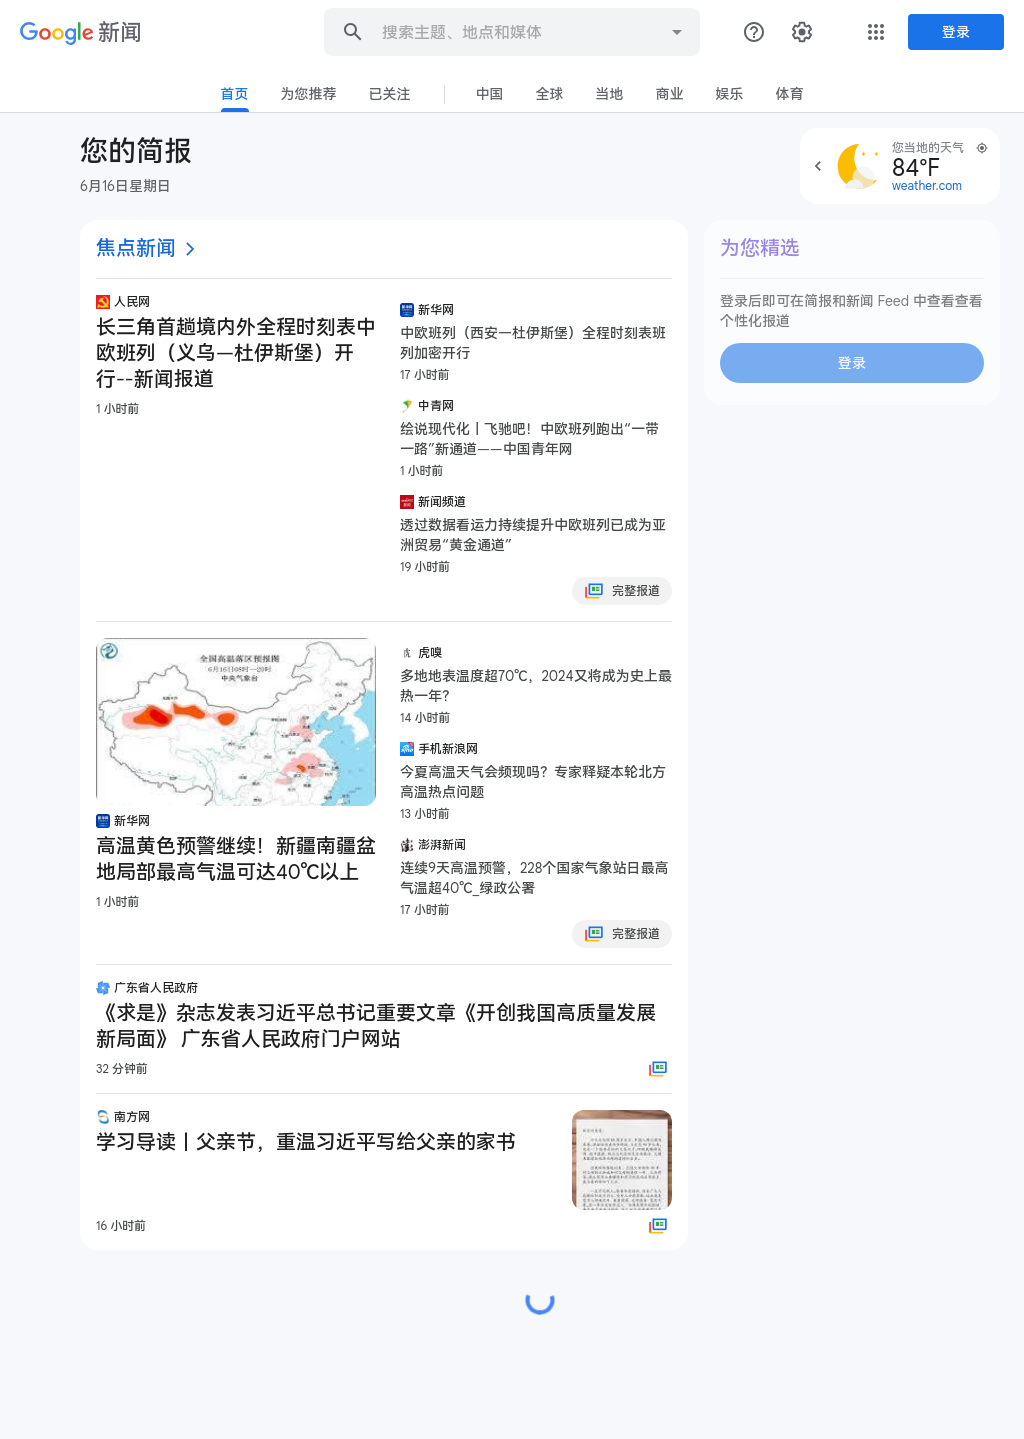 Google 新闻
搜索主题、地点和媒体
登录
首页
为您推荐
已关注
中国
全球
当地
商业
娱乐
体育
您的简报
6月16日星期日
您当地的天气
84°F
weather.com
焦点新闻
人民网
长三角首趟境内外全程时刻表中
欧班列（义乌—杜伊斯堡）开
行--新闻报道
1 小时前
新华网
中欧班列（西安—杜伊斯堡）全程时刻表班
列加密开行
17 小时前
中青网
绘说现代化丨飞驰吧！中欧班列跑出“一带
一路”新通道——中国青年网
1 小时前
新闻频道
透过数据看运力持续提升中欧班列已成为亚
洲贸易“黄金通道”
19 小时前
完整报道
为您精选
登录后即可在简报和新闻 Feed 中查看查看
个性化报道
登录
全国高温落区预报图
6月16日08时—20时
中央气象台
新华网
高温黄色预警继续！新疆南疆盆
地局部最高气温可达40℃以上
1 小时前
虎嗅
多地地表温度超70℃，2024又将成为史上最
热一年？
14 小时前
手机新浪网
今夏高温天气会频现吗？专家释疑本轮北方
高温热点问题
13 小时前
澎湃新闻
连续9天高温预警，228个国家气象站日最高
气温超40℃_绿政公署
17 小时前
完整报道
广东省人民政府
《求是》杂志发表习近平总书记重要文章《开创我国高质量发展
新局面》 广东省人民政府门户网站
32 分钟前
南方网
学习导读丨父亲节，重温习近平写给父亲的家书
16 小时前